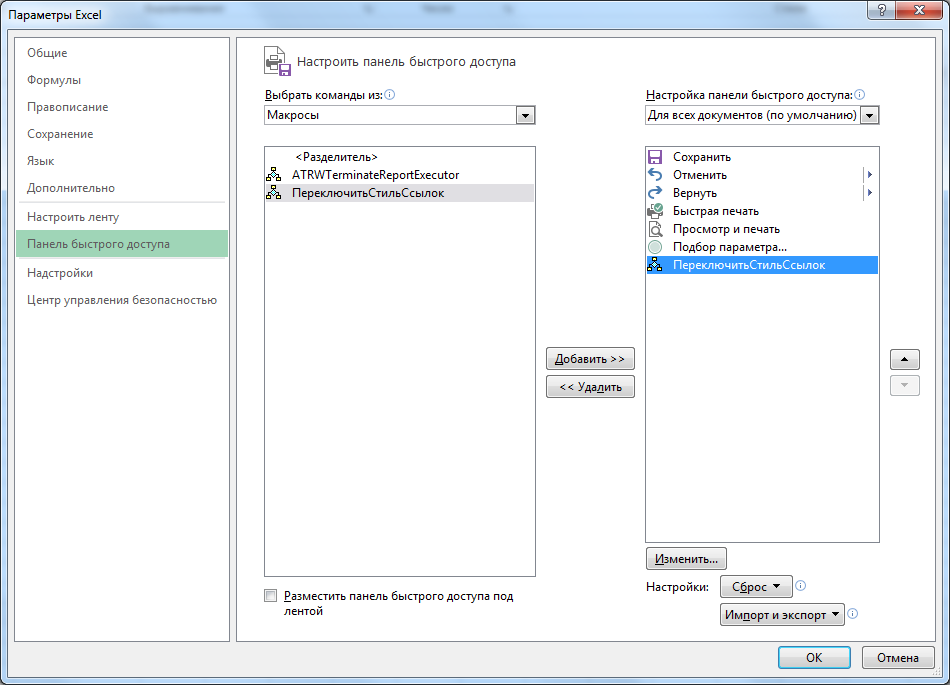 Параметры Excel
Общие
Формулы
Правописание
Сохранение
Язык
Дополнительно
Настроить ленту
Панель быстрого доступа
Надстройки
Центр управления безопасностью
Настроить панель быстрого доступа
Выбрать команды из:
Макросы
<Разделитель>
ATRWTerminateReportExecutor
ПереключитьСтильСсылок
Добавить >>
<< Удалить
Разместить панель быстрого доступа под
лентой
Настройка панели быстрого доступа:
Для всех документов (по умолчанию)
Сохранить
Отменить
Вернуть
Быстрая печать
Просмотр и печать
Подбор параметра...
ПереключитьСтильСсылок
Изменить...
Настройки: Сброс
Импорт и экспорт
ОК Отмена